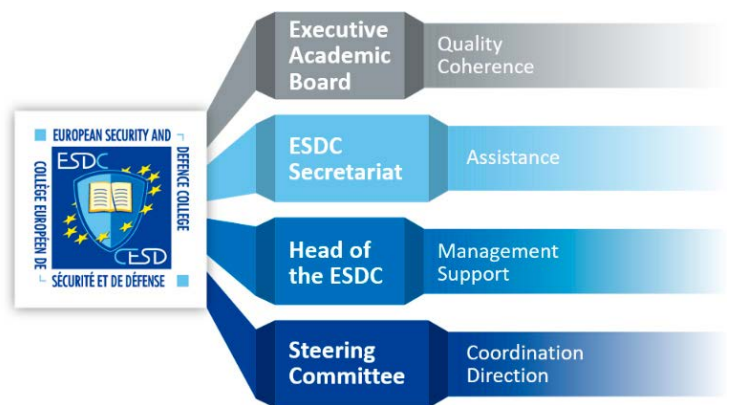 EUROPEAN SECURITY AND
DEFENCE COLLEGE
COLLÈGE EUROPÉEN DE
SÉCURITÉ ET DE DÉFENSE
ESDC
CESD
Executive
Academic
Board
Quality
Coherence
ESDC
Secretariat
Assistance
Head of
the ESDC
Management
Support
Steering
Committee
Coordination
Direction